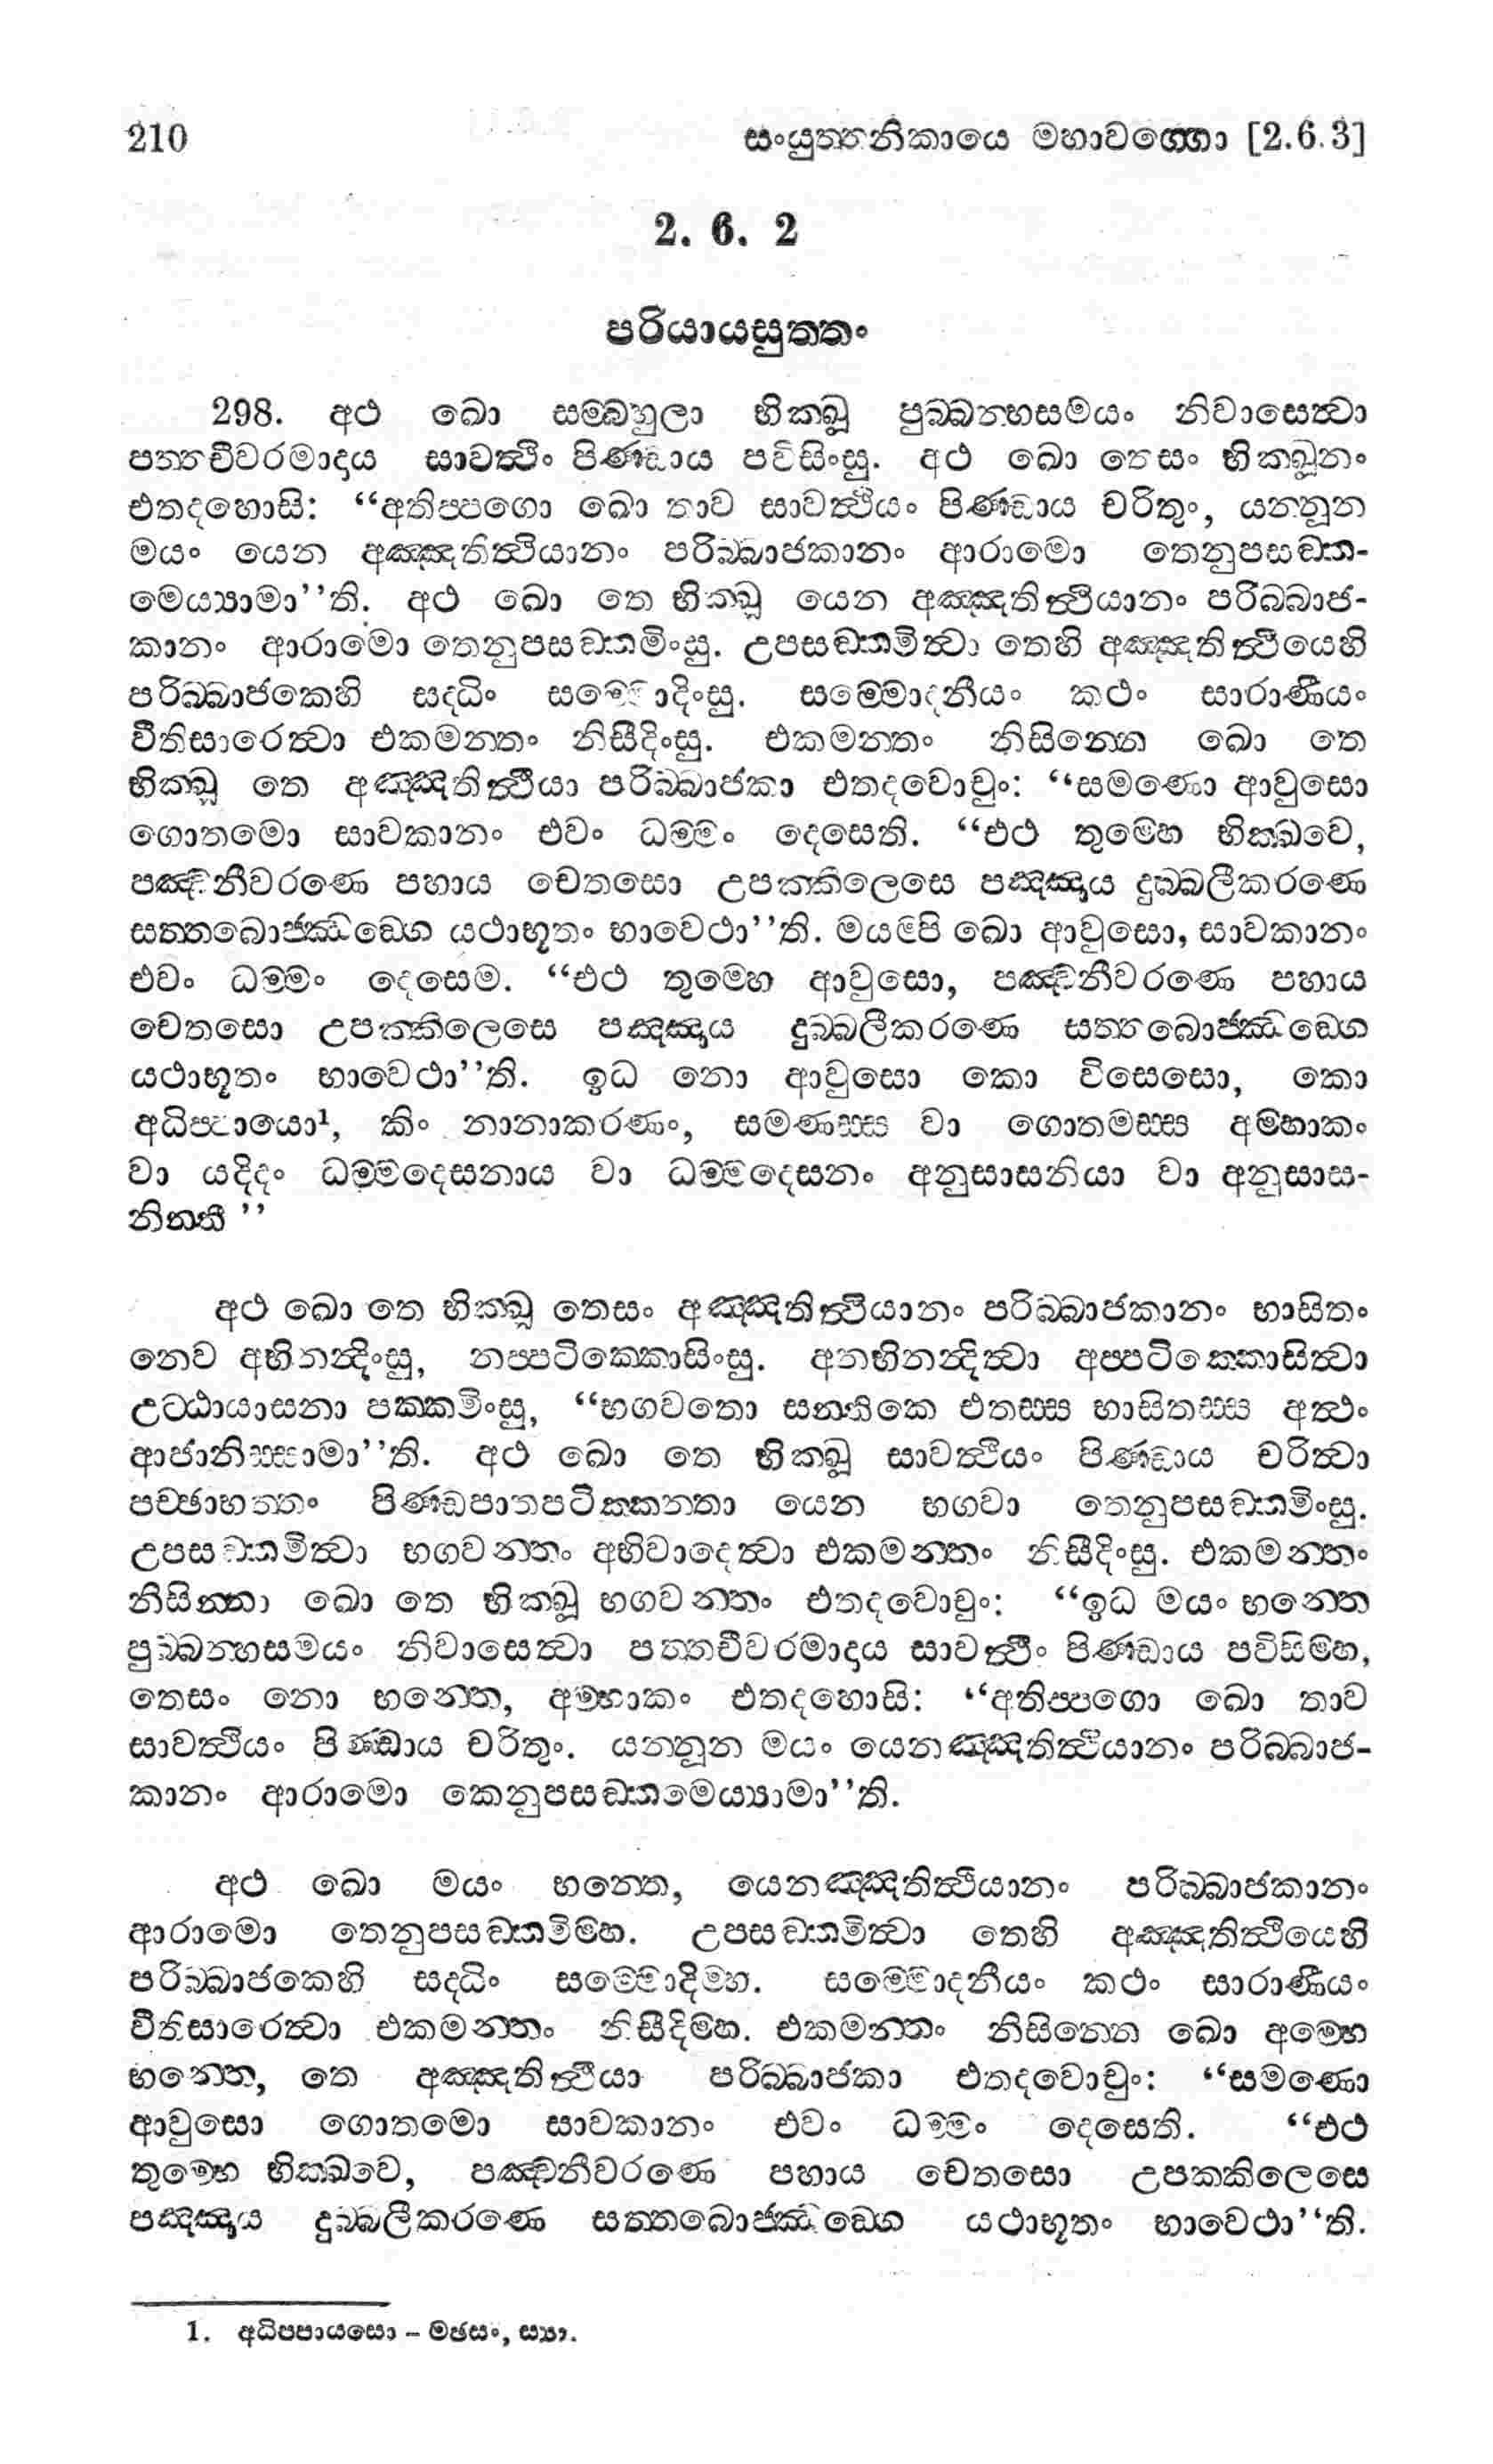 210 සංයුත්තනිකායෙ මහාවග්ගො [2.6.3]
2. 6. 2
පරියායසුත්තං
298. අථ ඛො සම්බහුලා භික්ඛූ පුබ්බන්හසමයං නිවාසෙත්වා
පත්තචීවරමාදාය සාවත්ථිං පිණ්ඩාය පවිසිංසු. අථ ඛො තෙසං භික්ඛූනං
එතදහොසි: “අතිප්පගො ඛො තාව සාවත්ථියං පිණ්ඩාය චරිතුං, යන්නූන
මයං යෙන අඤ්ඤතිත්ථියානං පරිබ්බාජකානං ආරාමො තෙනුපසඞ්ක-
මෙය්‍යාමා’’ති. අථ ඛො තෙ භික්ඛූ යෙන අඤ්ඤතිත්ථියානං පරිබ්බාජ-
කානං ආරාමො තෙනුපසඞ්කමිංසු. උපසඞ්කමිත්වා තෙහි අඤ්ඤතිත්ථියෙහි
පරිබ්බාජකෙහි සද්ධිං සම්මොදිංසු. සම්මොදනීයං කථං සාරාණීයං
වීතිසාරෙත්වා එකමන්තං නිසීදිංසු. එකමන්තං නිසින්නෙ ඛො තෙ
භික්ඛූ තෙ අඤ්ඤතිත්ථියා පරිබ්බාජකා එතදවොචුං: “සමණො ආවුසො
ගොතමො සාවකානං එවං ධම්මං දෙසෙති. “එථ තුම්හෙ භික්ඛවෙ,
පඤ්චනීවරණෙ පහාය චෙතසො උපක්කිලෙසෙ පඤ්ඤාය දුබ්බලීකරණෙ
සත්තබොජ්ඣඞ්ගෙ යථාභූතං භාවෙථා’’ති. මයම්පි ඛො ආවුසො, සාවකානං
එවං ධම්මං දෙසෙම. “එථ තුම්හෙ ආවුසො, පඤ්චනීවරණෙ පහාය
චෙතසො උපක්කිලෙසෙ පඤ්ඤාය දුබ්බලීකරණෙ සත්තබොජ්ඣඞ්ගෙ
යථාභූතං භාවෙථා’’ති. ඉධ නො ආවුසො කො විසෙසො, කො
අධිප්පායො¹, කිං නානාකරණං, සමණස්ස වා ගොතමස්ස අම්හාකං
වා යදිදං ධම්මදෙසනාය වා ධම්මදෙසනං අනුසාසනියා වා අනුසාස-
නින්ති ’’
අථ ඛො තෙ භික්ඛූ තෙසං අඤ්ඤතිත්ථියානං පරිබ්බාජකානං භාසිතං
නෙව අභිනන්දිංසු, නප්පටික්කොසිංසු. අනභිනන්දිත්වා අප්පටික්කොසිත්වා
උට්ඨායාසනා පක්කමිංසු, “භගවතො සන්තිකෙ එතස්ස භාසිතස්ස අත්ථං
ආජානිස්සාමා’’ති. අථ ඛො තෙ භික්ඛූ සාවත්ථියං පිණ්ඩාය චරිත්වා
පච්ඡාභත්තං පිණ්ඩපාතපටික්කන්තා යෙන භගවා තෙනුපසඞ්කමිංසු.
උපසඞ්කමිත්වා භගවන්තං අභිවාදෙත්වා එකමන්තං නිසීදිංසු. එකමන්තං
නිසින්නා ඛො තෙ භික්ඛූ භගවන්තං එතදවොචුං: “ඉධ මයං භන්තෙ
පුබ්බන්හසමයං නිවාසෙත්වා පත්තචීවරමාදාය සාවත්ථිං පිණ්ඩාය පවිසිම්හ,
තෙසං නො භන්තෙ, අම්හාකං එතදහොසි: “අතිප්පගො ඛො තාව
සාවත්ථියං පිණ්ඩාය චරිතුං. යන්නූන මයං යෙනඤ්ඤතිත්ථියානං පරිබ්බාජ-
කානං ආරාමො කෙනුපසඞ්කමෙය්‍යාමා’’ති.
අථ ඛො මයං භන්තෙ, යෙනඤ්ඤතිත්ථියානං පරිබ්බාජකානං
ආරාමො තෙනුපසඞ්කමිම්හ. උපසඞ්කමිත්වා තෙහි අඤ්ඤතිත්ථියෙහි
පරිබ්බාජකෙහි සද්ධිං සම්මොදිම්හ. සම්මොදනීයං කථං සාරාණීයං
වීතිසාරෙත්වා එකමන්තං නිසීදිම්හ. එකමන්තං නිසින්නෙ ඛො අම්හෙ
භන්තෙ, තෙ අඤ්ඤතිත්ථියා පරිබ්බාජකා එතදවොචුං: “සමණො
ආවුසො ගොතමො සාවකානං එවං ධම්මං දෙසෙති. “එථ
තුම්හෙ භික්ඛවෙ, පඤ්චනීවරණෙ පහාය චෙතසො උපක්කිලෙසෙ
පඤ්ඤාය දුබ්බලීකරණෙ සත්තබොජ්ඣඞ්ගෙ යථාභූතං භාවෙථා’‘ති.
1. අධිප්පායසො – මඡසං, ස්‍යා.